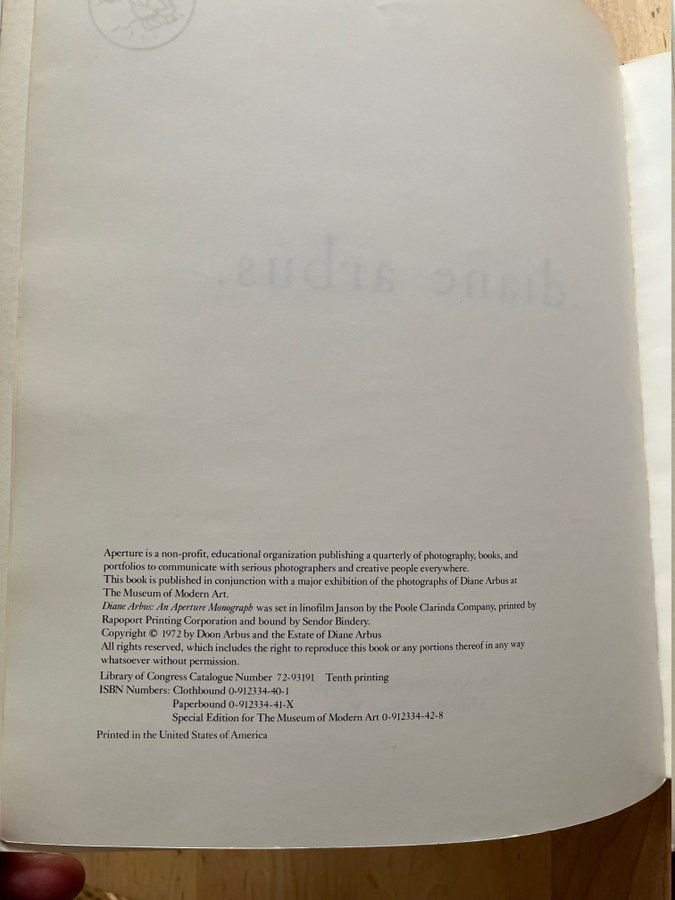 diane arbus.
Aperture is a non-profit, educational organization publishing a quarterly of photography, books, and
portfolios to communicate with serious photographers and creative people everywhere.
This book is published in conjunction with a major exhibition of the photographs of Diane Arbus at
The Museum of Modern Art.
Diane Arbus: An Aperture Monograph was set in linofilm Janson by the Poole Clarinda Company, printed by
Rapoport Printing Corporation and bound by Sendor Bindery.
Copyright © 1972 by Doon Arbus and the Estate of Diane Arbus
All rights reserved, which includes the right to reproduce this book or any portions thereof in any way
whatsoever without permission.
Library of Congress Catalogue Number 72-93191 Tenth printing
ISBN Numbers: Clothbound 0-912334-40-1
Paperbound 0-912334-41-X
Special Edition for The Museum of Modern Art 0-912334-42-8
Printed in the United States of America